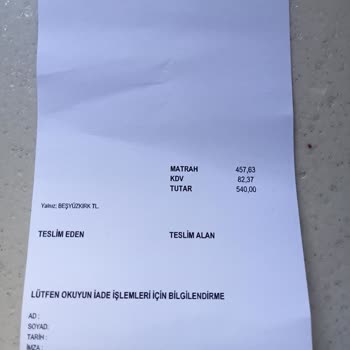 MATRAH 457,63
KDV 82,37
TUTAR 540,00
Yalnız; BEŞYÜZKIRK TL.
TESLİM EDEN TESLİM ALAN
LÜTFEN OKUYUN İADE İŞLEMLERİ İÇİN BİLGİLENDİRME
AD :
SOYAD:
TARİH :
İMZA :